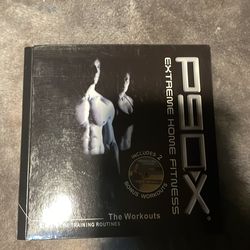 P90X®
EXTREME HOME FITNESS
INCLUDES 2
BONUS WORKOUTS
The Workouts
TRAINING ROUTINES